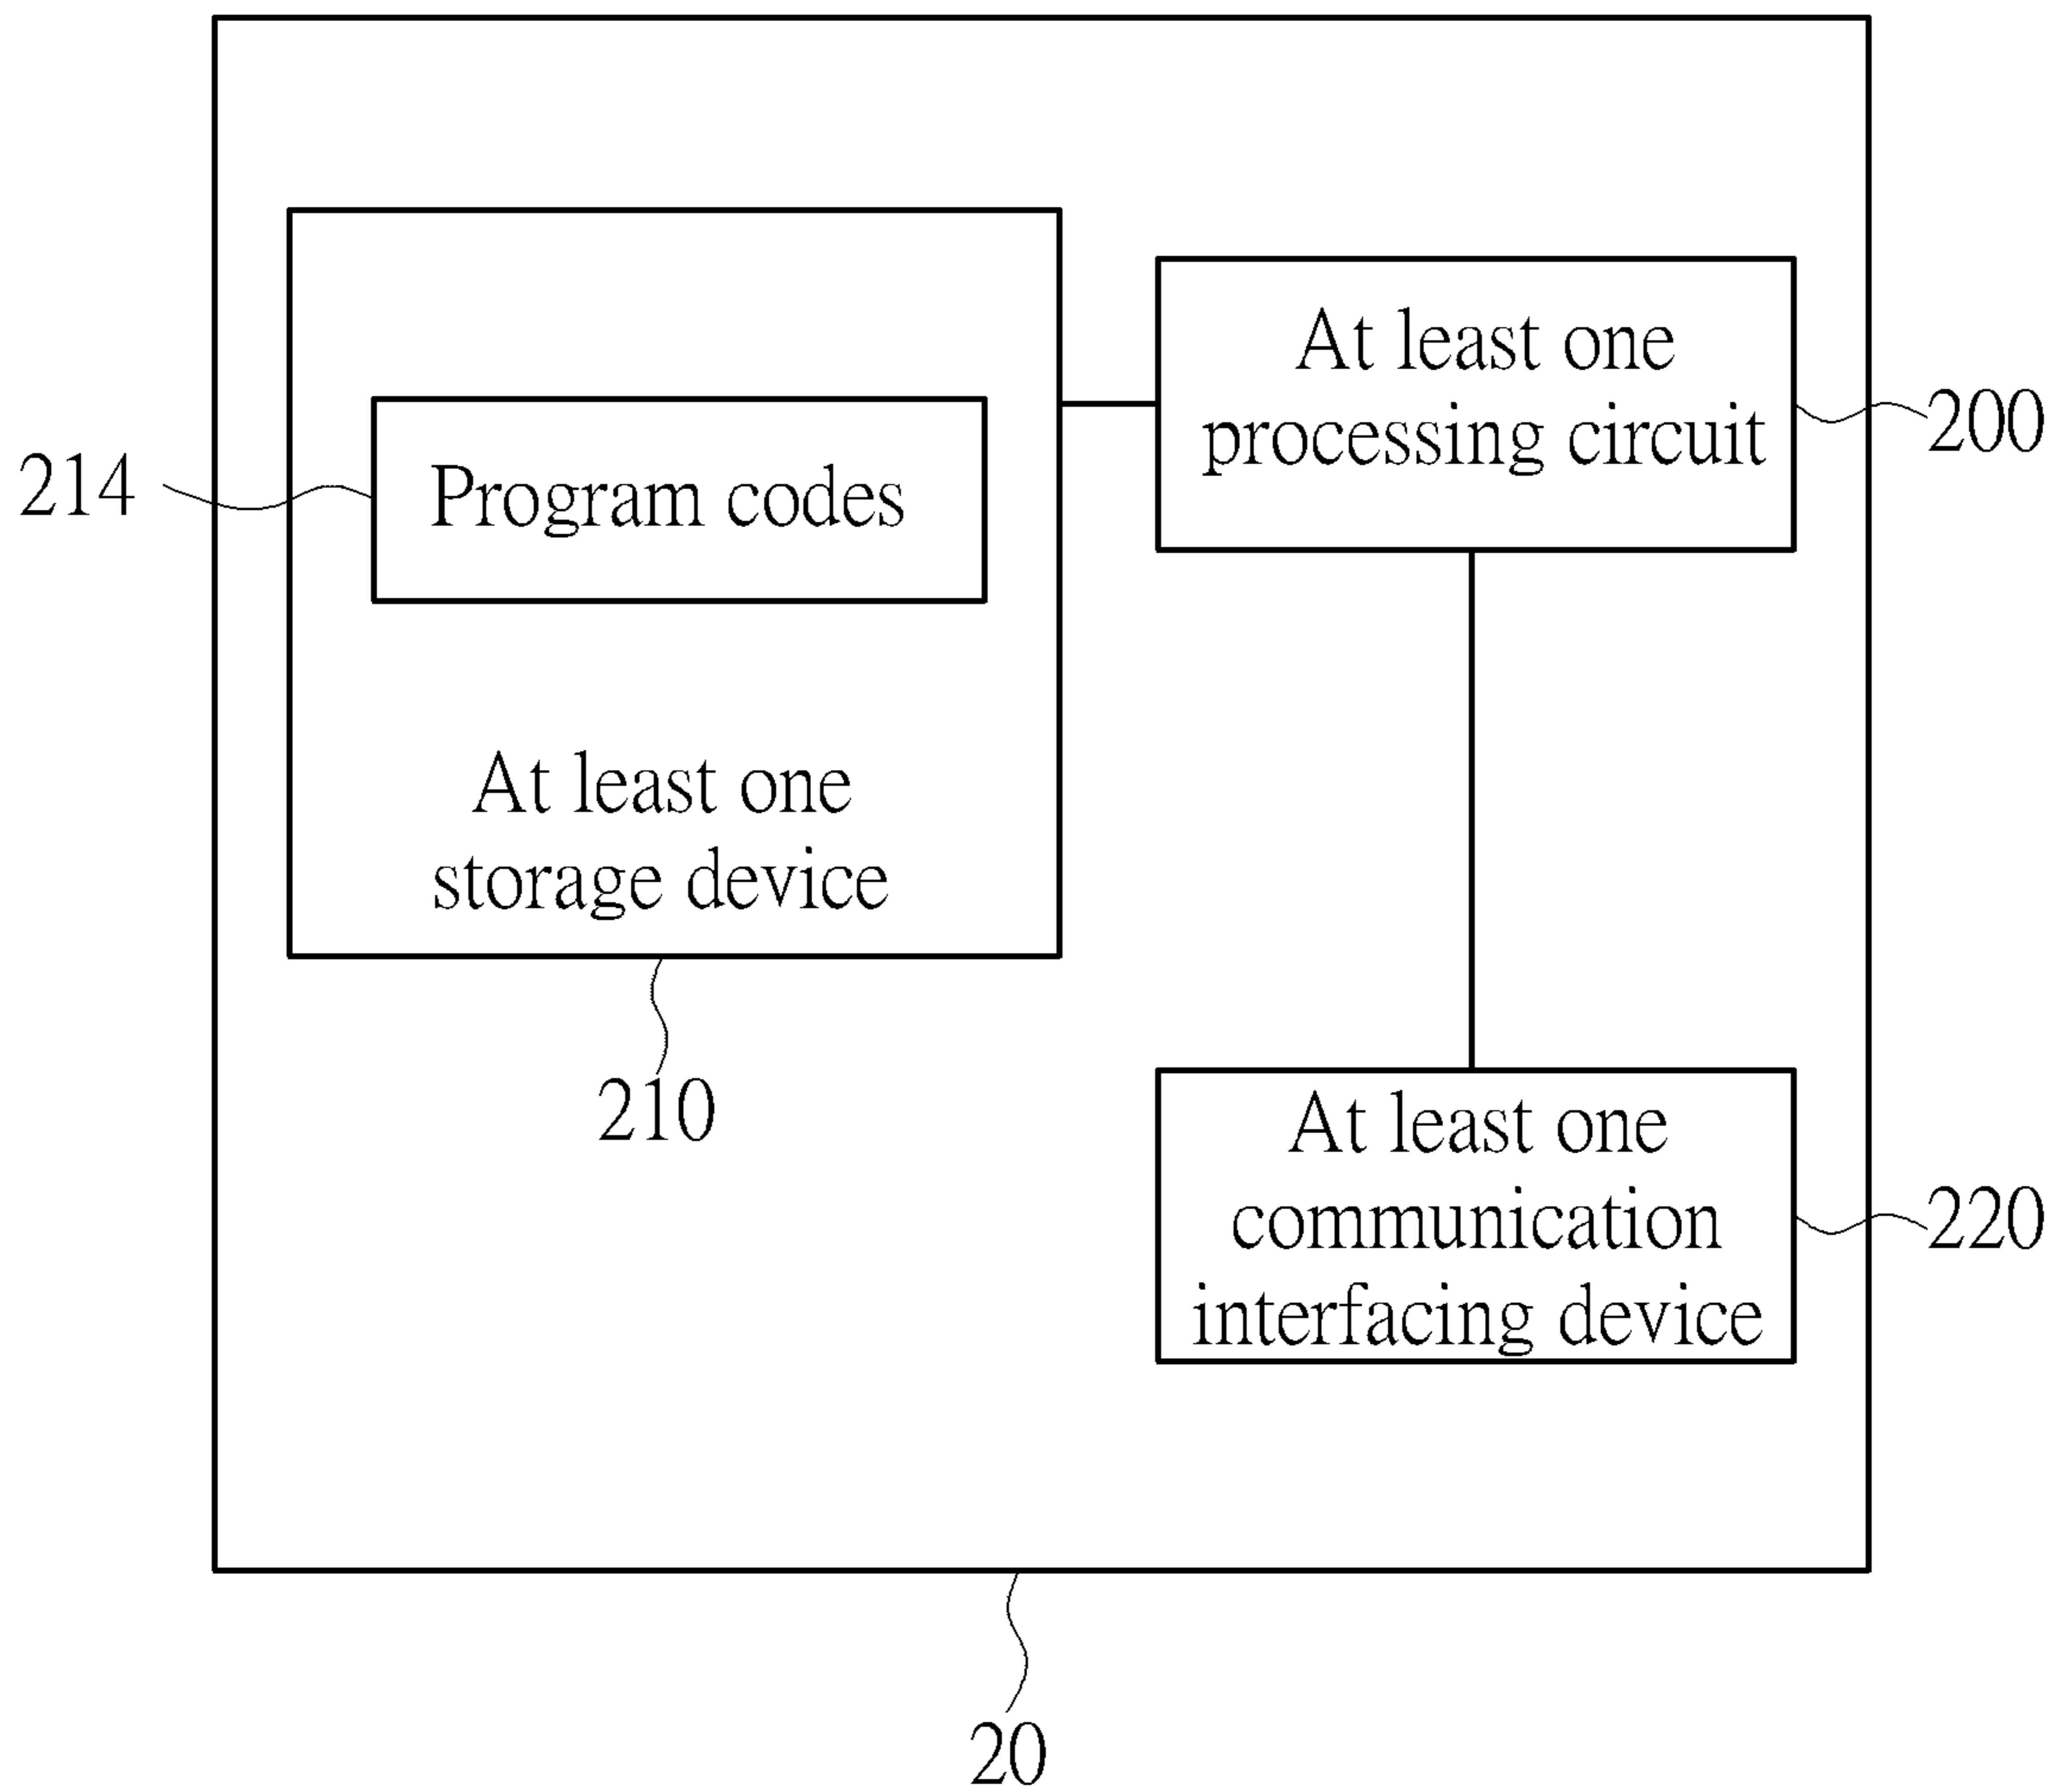 At least one
processing circuit
200
214
Program codes
At least one
storage device
210
At least one
communication
interfacing device
220
20